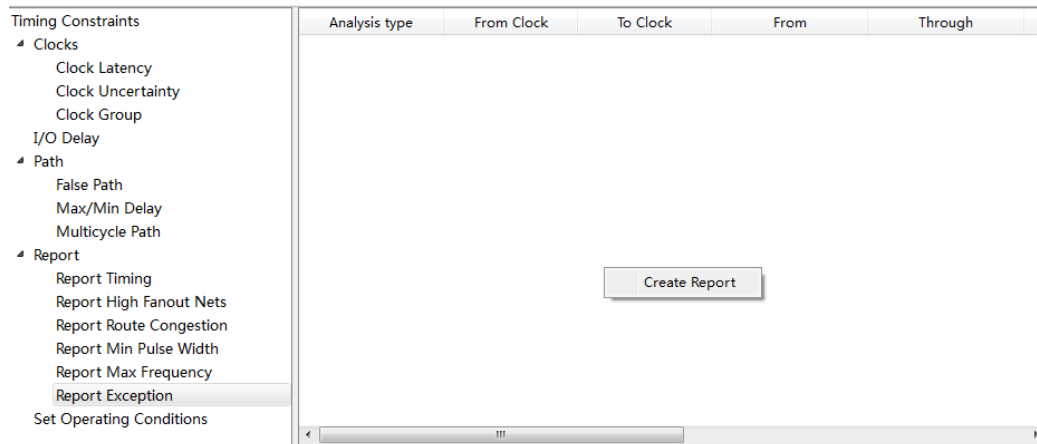 Timing Constraints
Clocks
Clock Latency
Clock Uncertainty
Clock Group
I/O Delay
Path
False Path
Max/Min Delay
Multicycle Path
Report
Report Timing
Report High Fanout Nets
Report Route Congestion
Report Min Pulse Width
Report Max Frequency
Report Exception
Set Operating Conditions
Analysis type From Clock To Clock From Through
Create Report